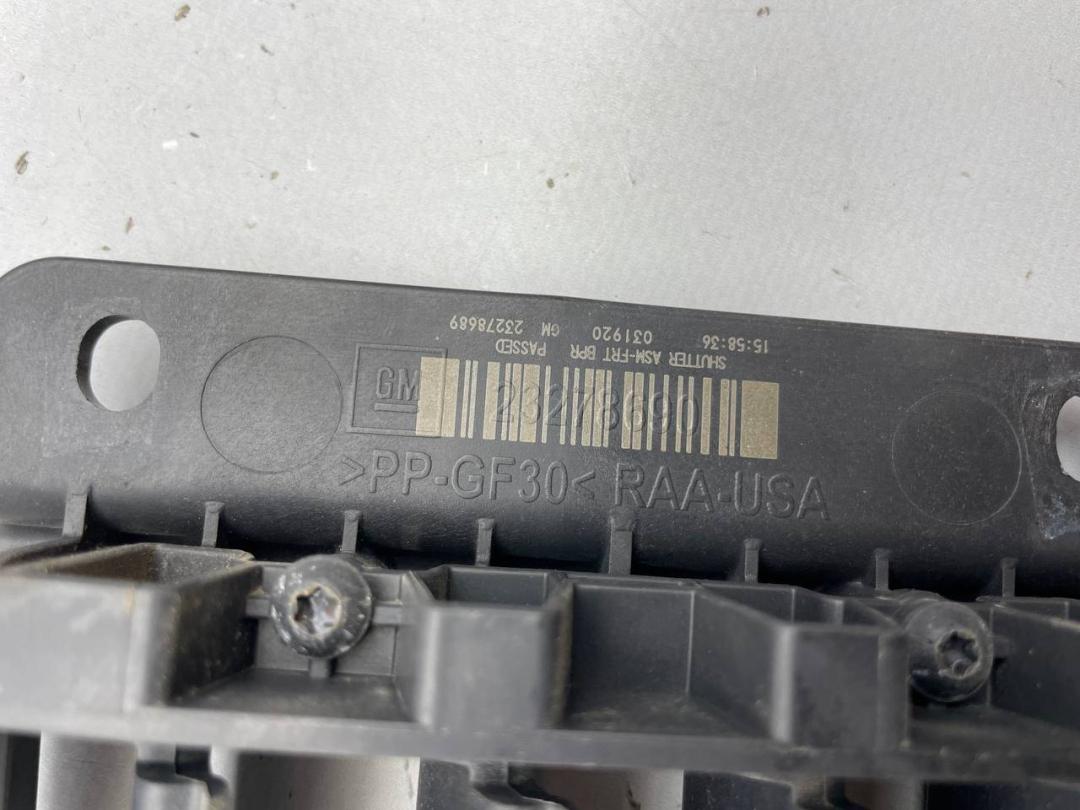 15:58:36 031920 GM 23278689
SHUTTER ASM-FRT BPR PASSED
GM 23278690
>PP-GF30< RAA-USA